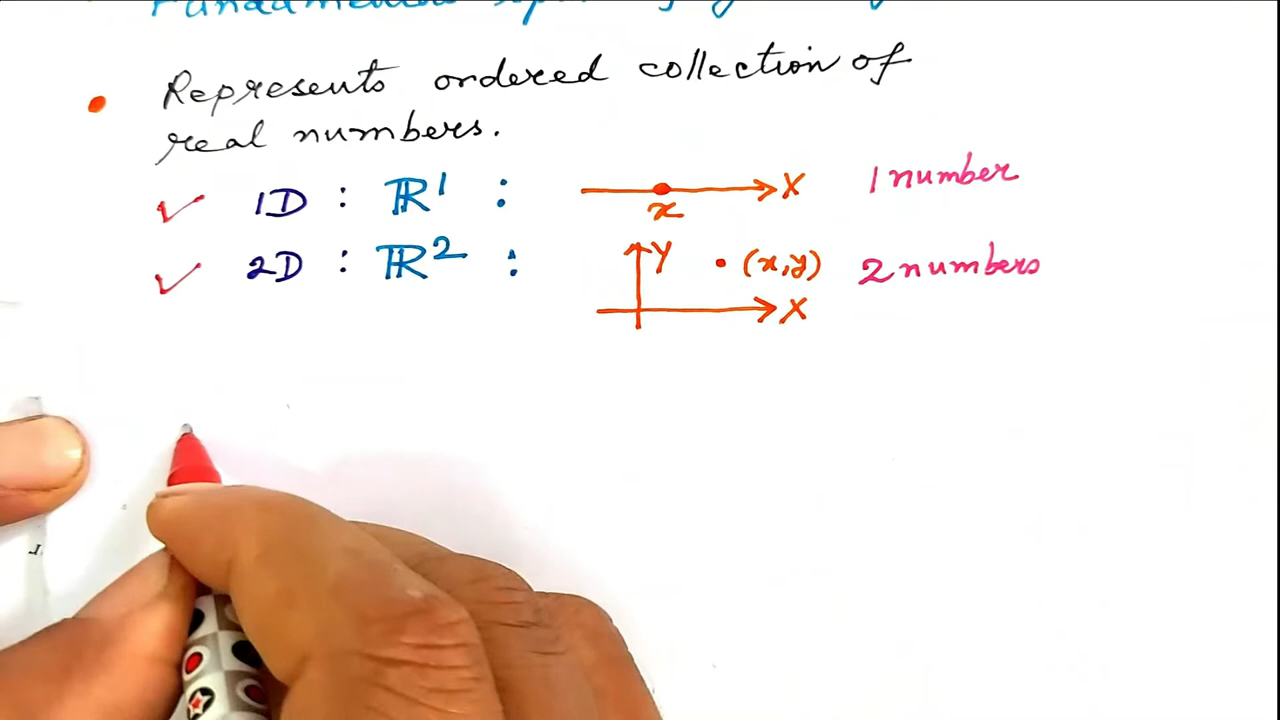 Represents ordered collection of
real numbers.
1D : ℝ¹ : x X 1 number
2D : ℝ² : Y (x,y) X 2 numbers